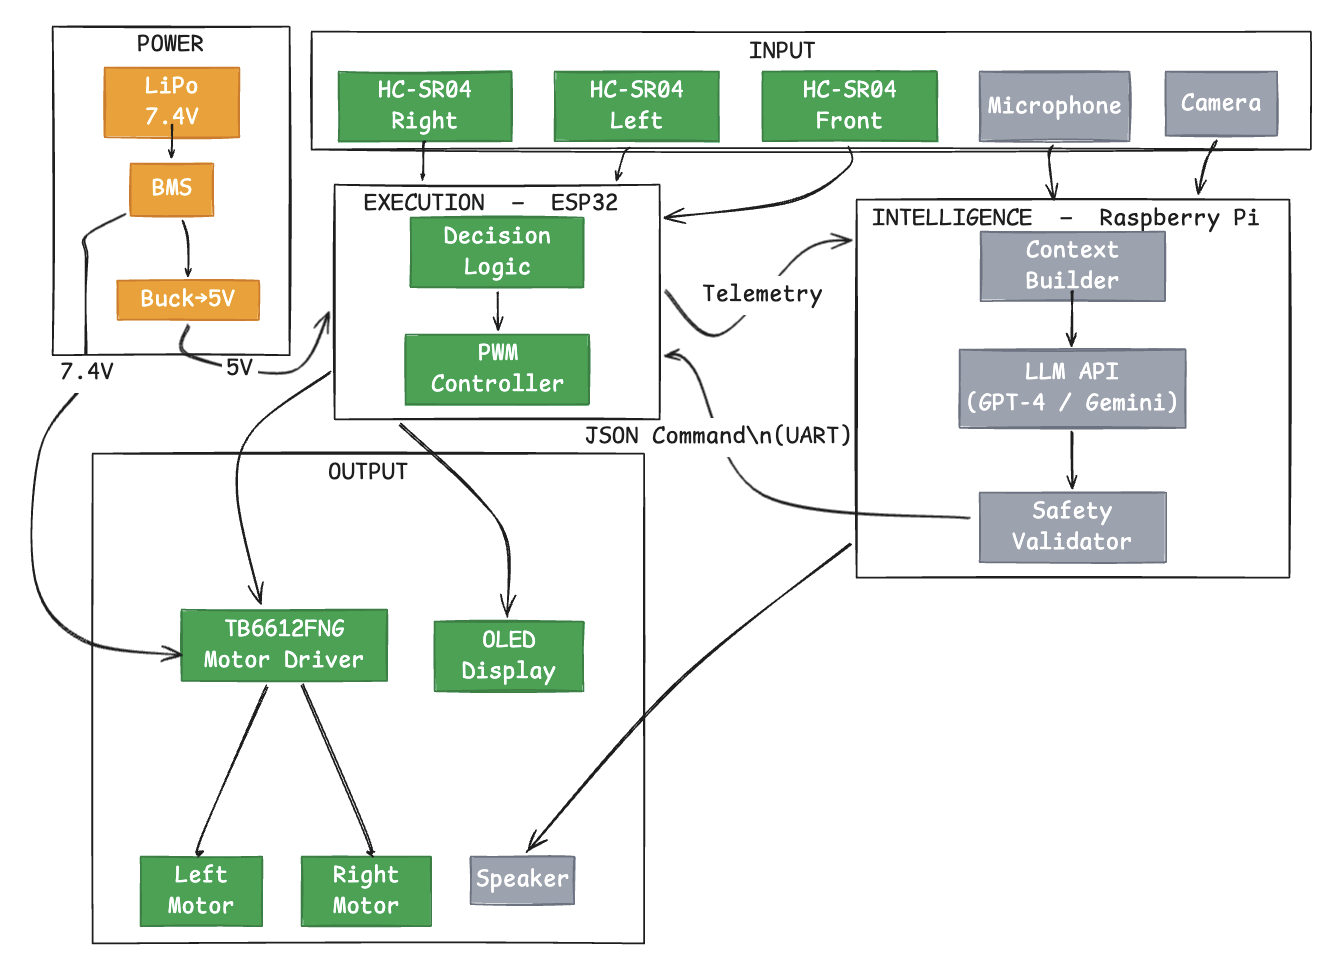 POWER
LiPo
7.4V
BMS
Buck→5V
7.4V
5V
INPUT
HC-SR04
Right
HC-SR04
Left
HC-SR04
Front
Microphone
Camera
EXECUTION – ESP32
Decision
Logic
PWM
Controller
Telemetry
JSON Command\n(UART)
INTELLIGENCE – Raspberry Pi
Context
Builder
LLM API
(GPT-4 / Gemini)
Safety
Validator
OUTPUT
TB6612FNG
Motor Driver
OLED
Display
Left
Motor
Right
Motor
Speaker